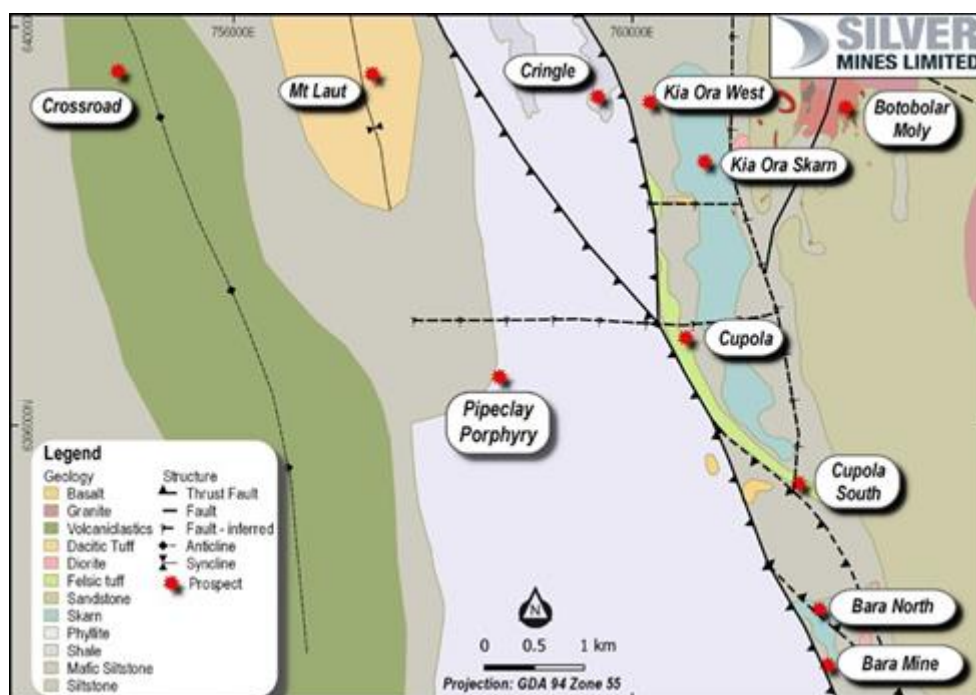 756000E
760000E
SILVER
MINES LIMITED
Crossroad
Mt Laut
Cringle
Kia Ora West
Botobolar
Moly
Kia Ora Skarn
Cupola
Pipeclay
Porphyry
Cupola
South
Bara North
Bara Mine
6396000N
Legend
Geology
Basalt
Granite
Volcaniclastics
Dacitic Tuff
Diorite
Felsic tuff
Sandstone
Skarn
Phyllite
Shale
Mafic Siltstone
Siltstone
Structure
Thrust Fault
Fault
Fault - inferred
Anticline
Syncline
Prospect
N
0 0.5 1 km
Projection: GDA 94 Zone 55